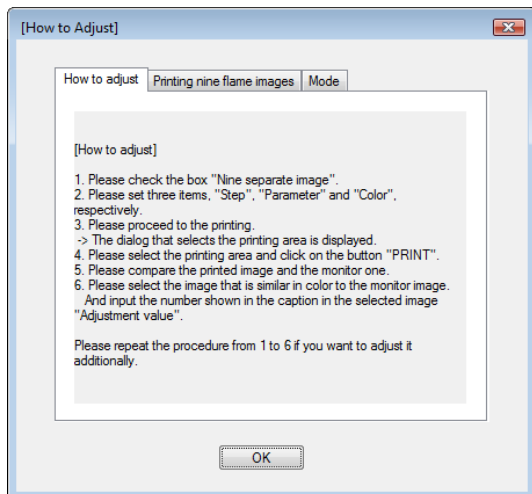 [How to Adjust]
How to adjust
Printing nine flame images
Mode
[How to adjust]
1. Please check the box "Nine separate image".
2. Please set three items, "Step", "Parameter" and "Color",
respectively.
3. Please proceed to the printing.
-> The dialog that selects the printing area is displayed.
4. Please select the printing area and click on the button "PRINT".
5. Please compare the printed image and the monitor one.
6. Please select the image that is similar in color to the monitor image.
And input the number shown in the caption in the selected image
"Adjustment value".
Please repeat the procedure from 1 to 6 if you want to adjust it
additionally.
OK